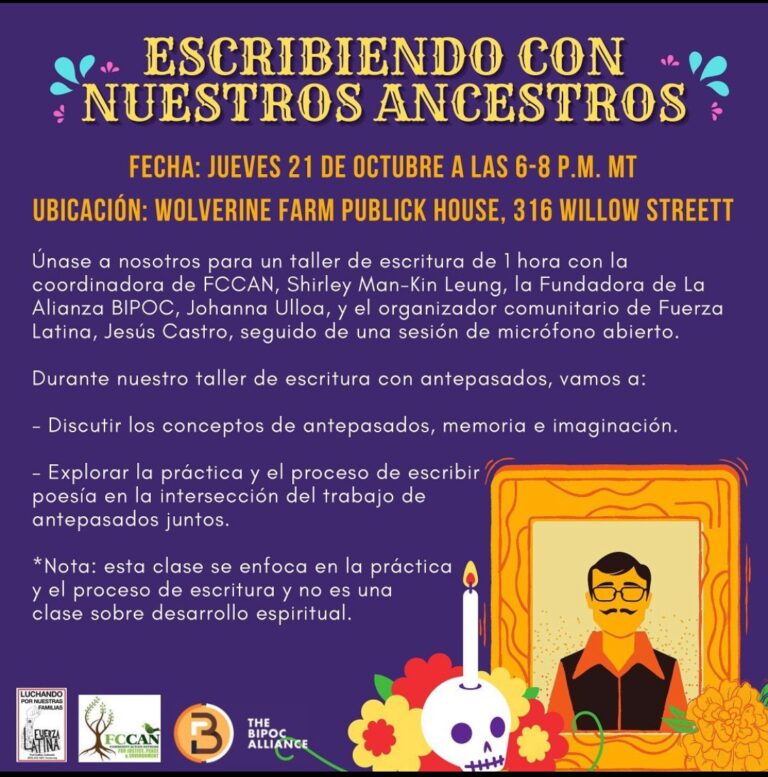 ESCRIBIENDO CON
NUESTROS ANCESTROS
FECHA: JUEVES 21 DE OCTUBRE A LAS 6-8 P.M. MT
UBICACIÓN: WOLVERINE FARM PUBLICK HOUSE, 316 WILLOW STREETT
Únase a nosotros para un taller de escritura de 1 hora con la
coordinadora de FCCAN, Shirley Man-Kin Leung, la Fundadora de La
Alianza BIPOC, Johanna Ulloa, y el organizador comunitario de Fuerza
Latina, Jesús Castro, seguido de una sesión de micrófono abierto.
Durante nuestro taller de escritura con antepasados, vamos a:
- Discutir los conceptos de antepasados, memoria e imaginación.
- Explorar la práctica y el proceso de escribir
poesía en la intersección del trabajo de
antepasados juntos.
*Nota: esta clase se enfoca en la práctica
y el proceso de escritura y no es una
clase sobre desarrollo espiritual.
LUCHANDO
POR NUESTRAS
FAMILIAS
FUERZA
LATINA
FCCAN
FOR JUSTICE, PEACE
& ENVIRONMENT
B
THE
BIPOC
ALLIANCE